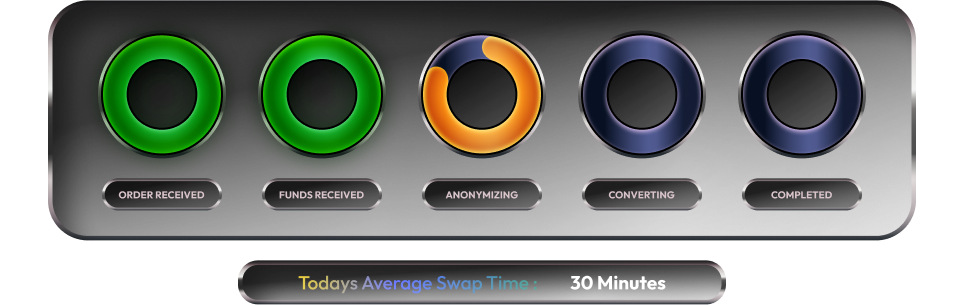 ORDER RECEIVED FUNDS RECEIVED ANONYMIZING CONVERTING COMPLETED
Todays Average Swap Time : 30 Minutes